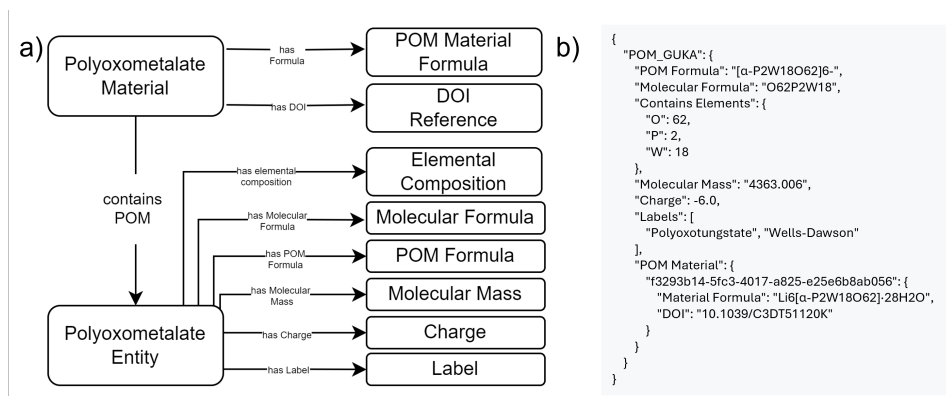 a)
Polyoxometalate
Material
has
Formula
POM Material
Formula
has DOI
DOI
Reference
contains
POM
has elemental
composition
Elemental
Composition
has Molecular
Formula
Molecular Formula
has POM
Formula
POM Formula
has Molecular
Mass
Molecular Mass
Polyoxometalate
Entity
has Charge
Charge
has Label
Label
b)
{
"POM_GUKA": {
"POM Formula": "[α-P2W18O62]6-",
"Molecular Formula": "O62P2W18",
"Contains Elements": {
"O": 62,
"P": 2,
"W": 18
},
"Molecular Mass": "4363.006",
"Charge": -6.0,
"Labels": [
"Polyoxotungstate", "Wells-Dawson"
],
"POM Material": {
"f3293b14-5fc3-4017-a825-e25e6b8ab056": {
"Material Formula": "Li6[α-P2W18O62]·28H2O",
"DOI": "10.1039/C3DT51120K"
}
}
}
}